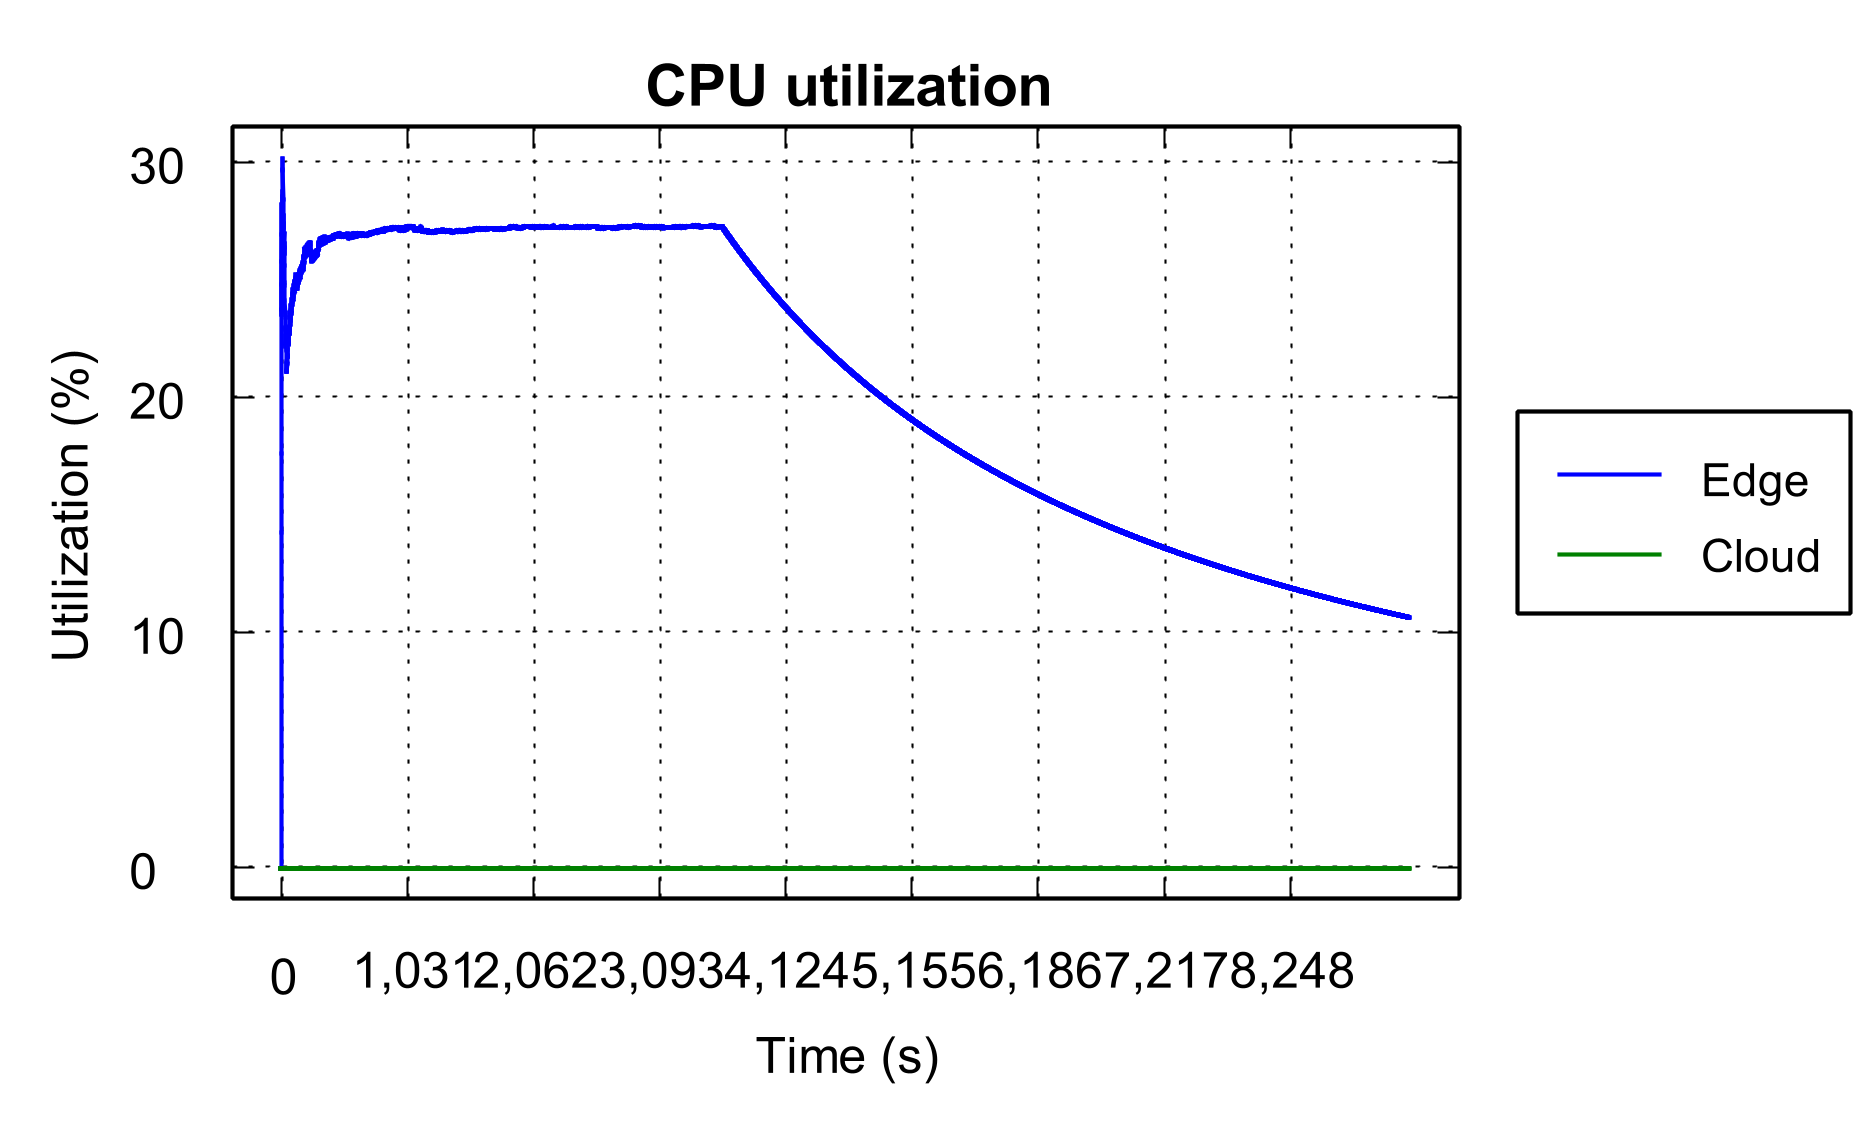 CPU utilization
30
20
10
0
Utilization (%)
0 1,0312,0623,0934,1245,1556,1867,2178,248
Time (s)
Edge
Cloud